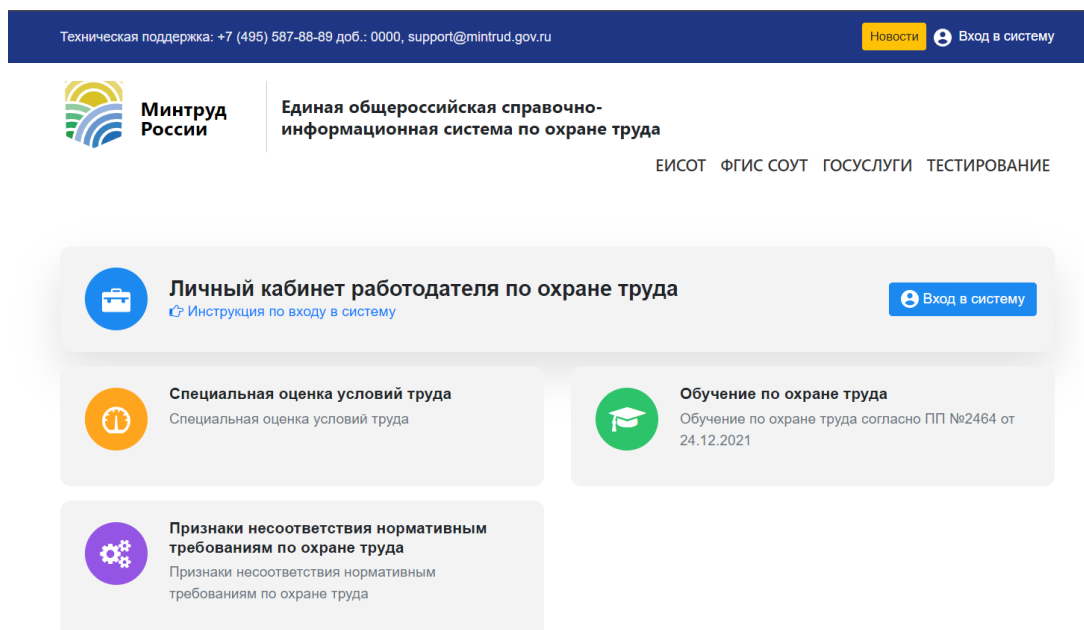 Техническая поддержка: +7 (495) 587-88-89 доб.: 0000, support@mintrud.gov.ru
Новости
Вход в систему
Минтруд
России
Единая общероссийская справочно-
информационная система по охране труда
ЕИСОТ ФГИС СОУТ ГОСУСЛУГИ ТЕСТИРОВАНИЕ
Личный кабинет работодателя по охране труда
Инструкция по входу в систему
Вход в систему
Специальная оценка условий труда
Специальная оценка условий труда
Обучение по охране труда
Обучение по охране труда согласно ПП №2464 от
24.12.2021
Признаки несоответствия нормативным
требованиям по охране труда
Признаки несоответствия нормативным
требованиям по охране труда